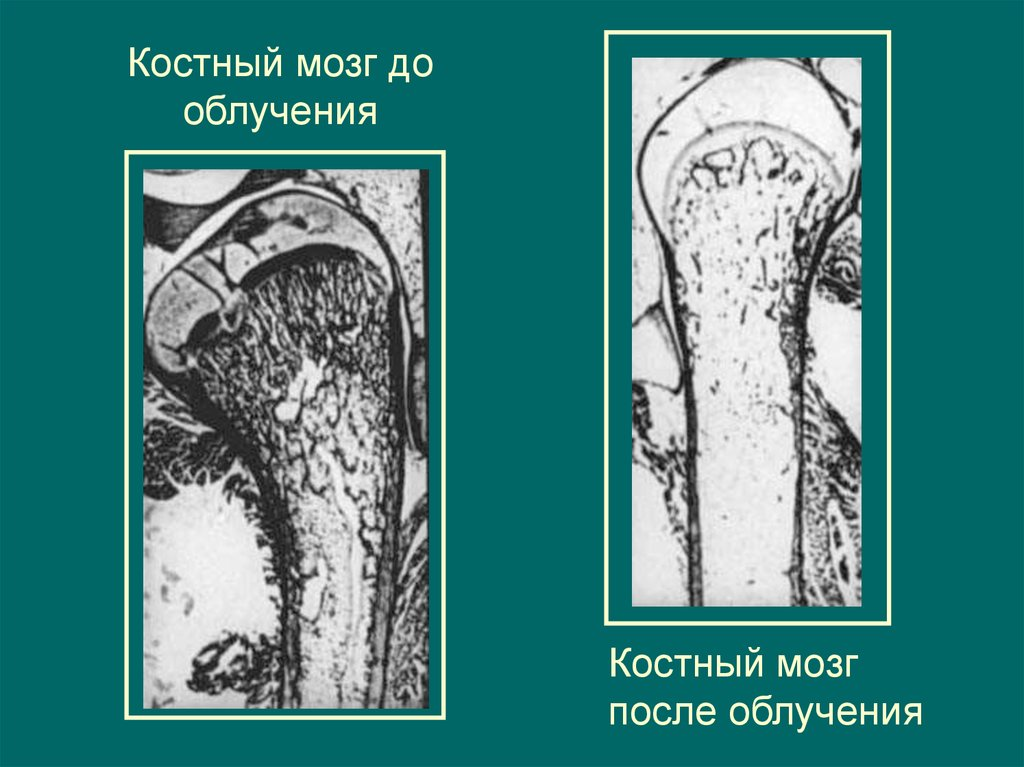 Костный мозг до
облучения
Костный мозг
после облучения